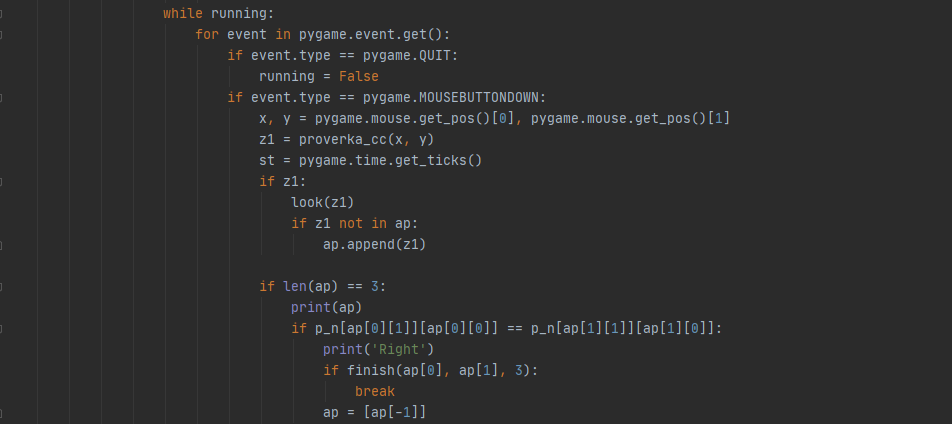 while running:
for event in pygame.event.get():
if event.type == pygame.QUIT:
running = False
if event.type == pygame.MOUSEBUTTONDOWN:
x, y = pygame.mouse.get_pos()[0], pygame.mouse.get_pos()[1]
z1 = proverka_cc(x, y)
st = pygame.time.get_ticks()
if z1:
look(z1)
if z1 not in ap:
ap.append(z1)
if len(ap) == 3:
print(ap)
if p_n[ap[0][1]][ap[0][0]] == p_n[ap[1][1]][ap[1][0]]:
print('Right')
if finish(ap[0], ap[1], 3):
break
ap = [ap[-1]]